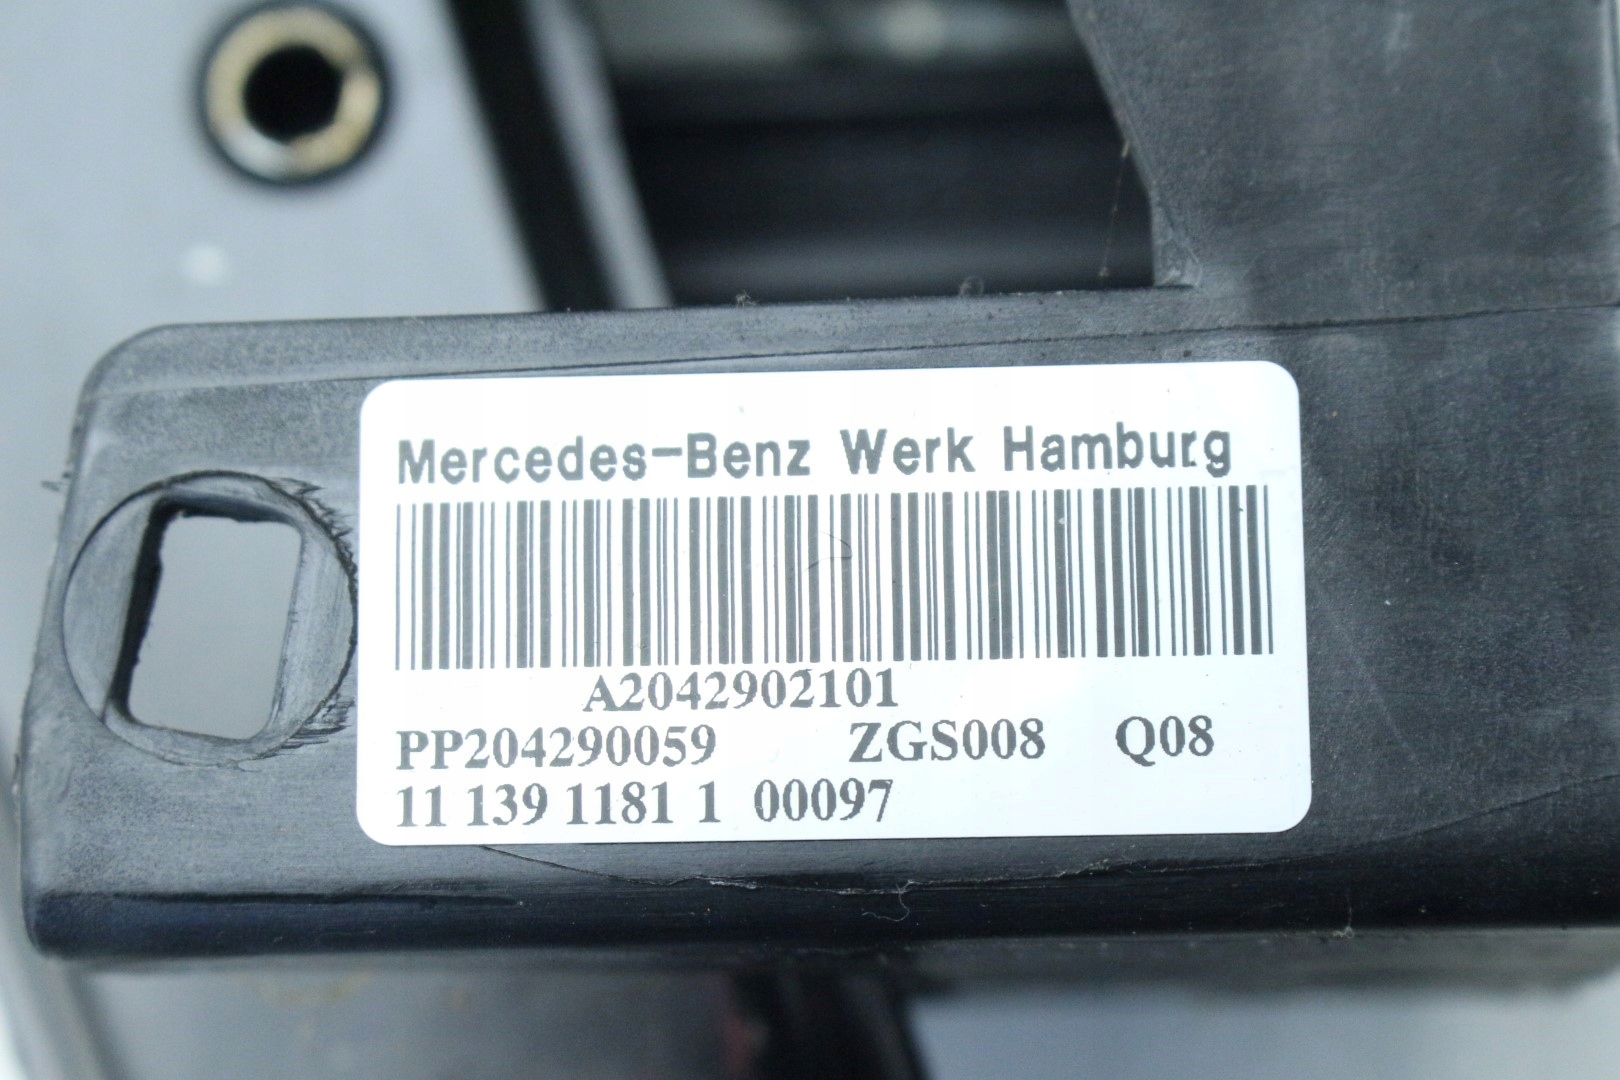 Mercedes-Benz Werk Hamburg
A2042902101
PP204290059 ZGS008 Q08
11 139 1181 1 00097